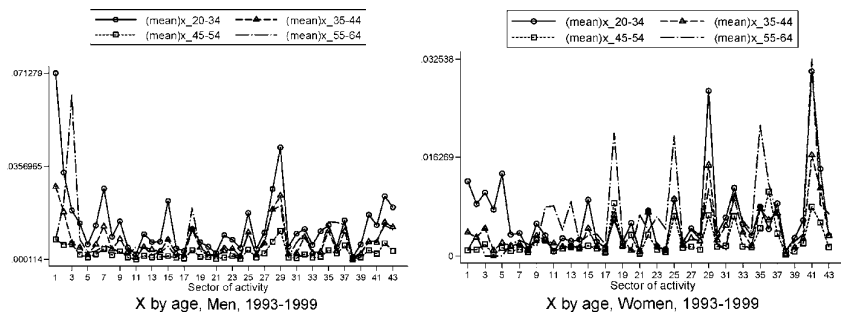 (mean)x_20-34 (mean)x_35-44
(mean)x_45-54 (mean)x_55-64
.071279
.0356965
.000114
1 3 5 7 9 11 13 15 17 19 21 23 25 27 29 31 33 35 37 39 41 43
Sector of activity
X by age, Men, 1993-1999
(mean)x_20-34 (mean)x_35-44
(mean)x_45-54 (mean)x_55-64
.032538
.016269
0
1 3 5 7 9 11 13 15 17 19 21 23 25 27 29 31 33 35 37 39 41 43
Sector of activity
X by age, Women, 1993-1999